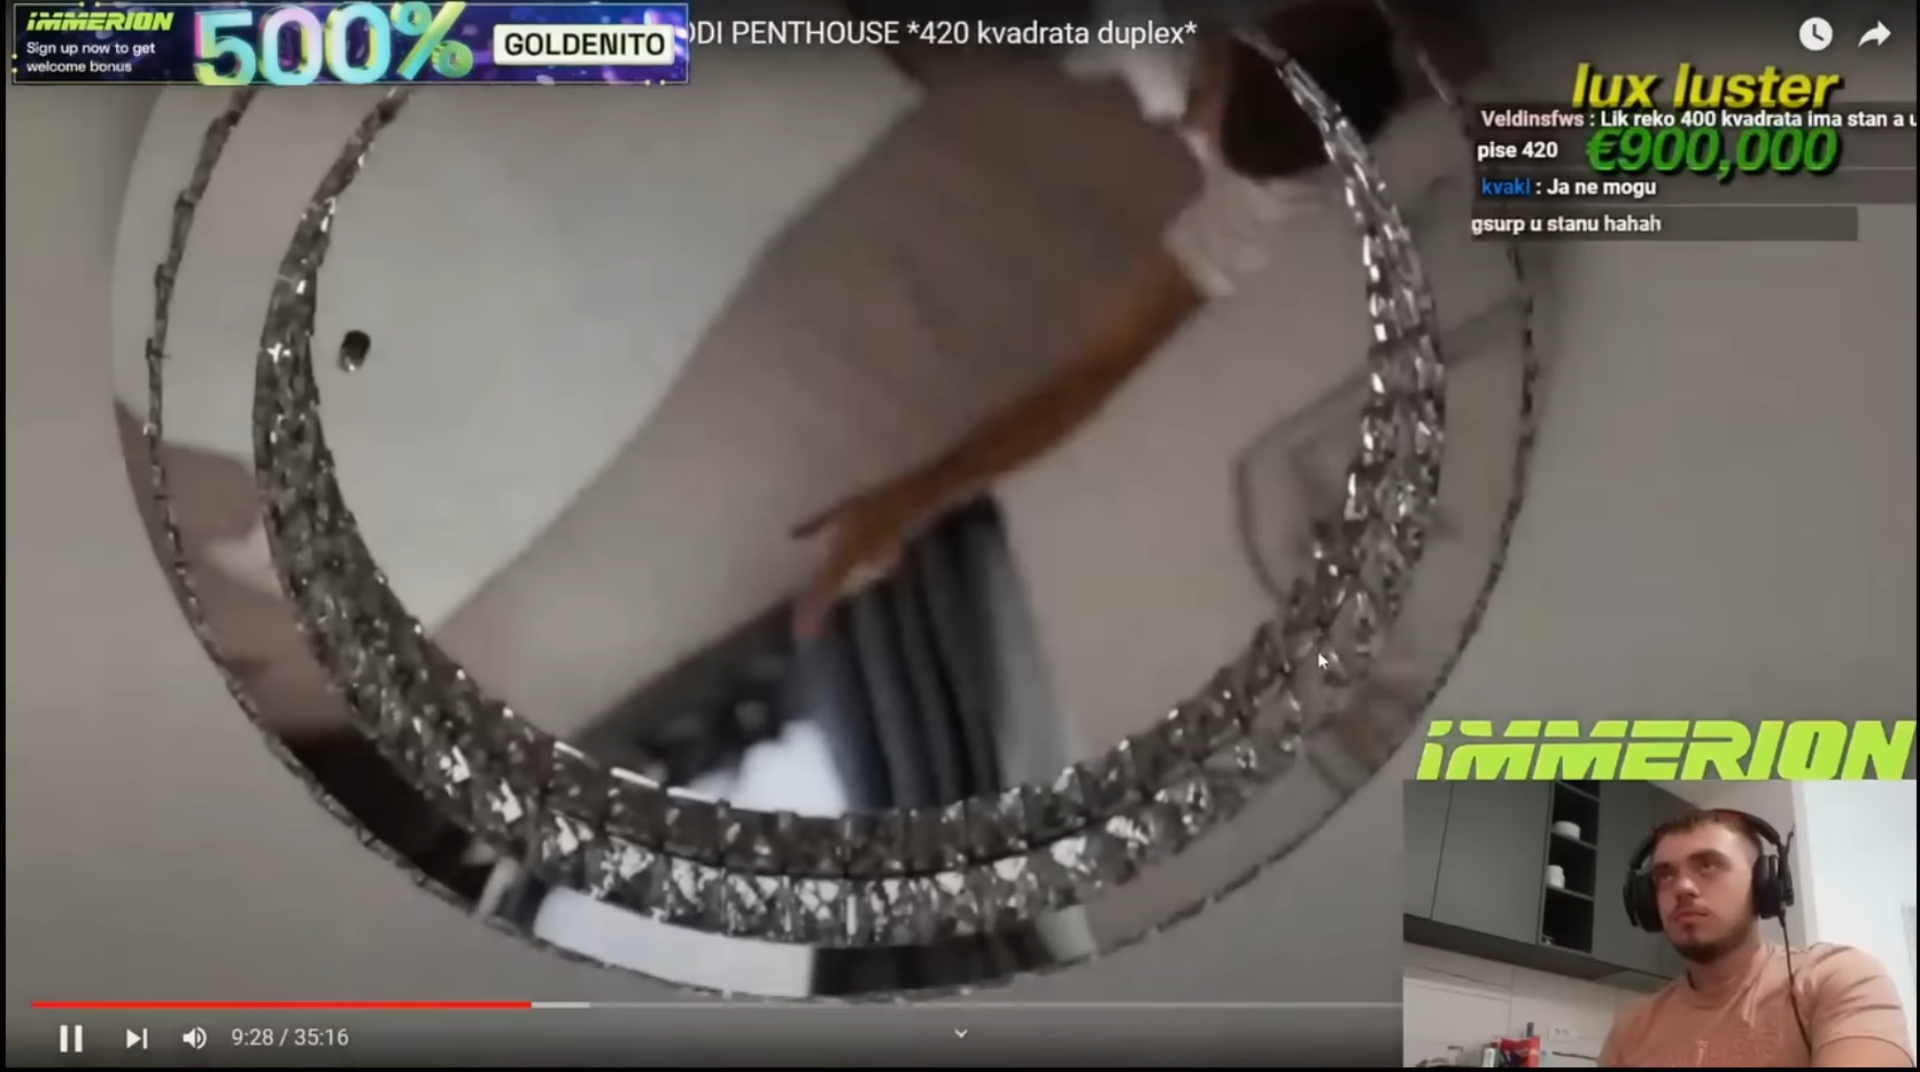 iMMERION
Sign up now to get
welcome bonus
500%
GOLDENITO
ODI PENTHOUSE *420 kvadrata duplex*
lux luster
€900,000
Veldinsfws : Lik reko 400 kvadrata ima stan a u
pise 420
kvaki : Ja ne mogu
gsurp u stanu hahah
iMMERION
9:28 / 35:16